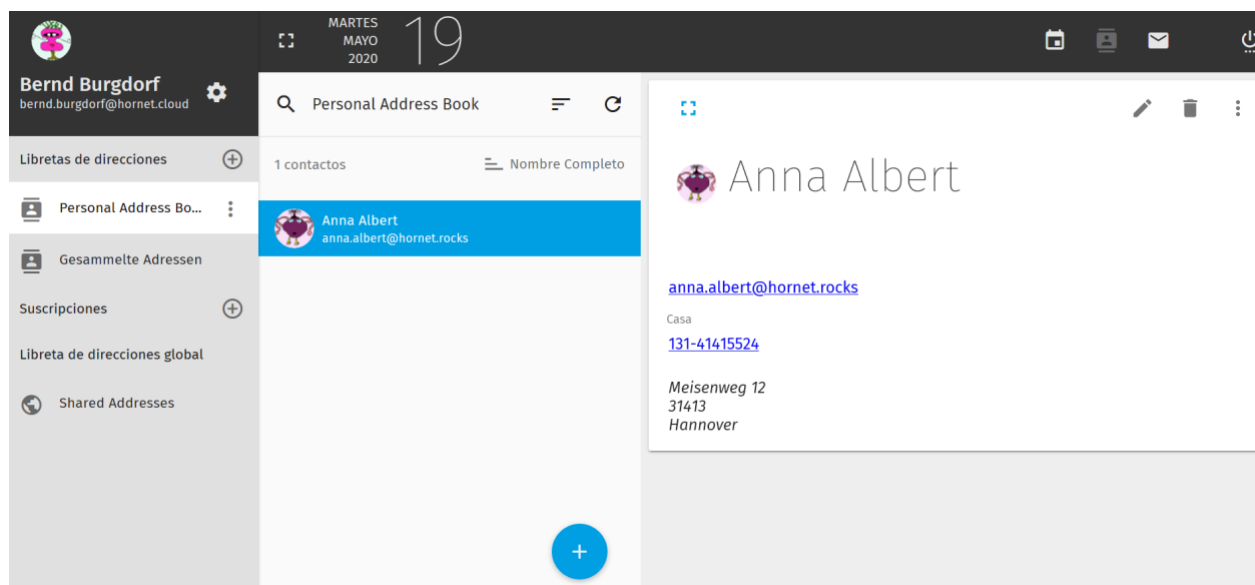 Bernd Burgdorf
bernd.burgdorf@hornet.cloud
Libretas de direcciones
Personal Address Bo...
Gesammelte Adressen
Suscripciones
Libreta de direcciones global
Shared Addresses
MARTES
MAYO
2020
19
Personal Address Book
1 contactos
Nombre Completo
Anna Albert
anna.albert@hornet.rocks
Anna Albert
anna.albert@hornet.rocks
Casa
131-41415524
Meisenweg 12
31413
Hannover